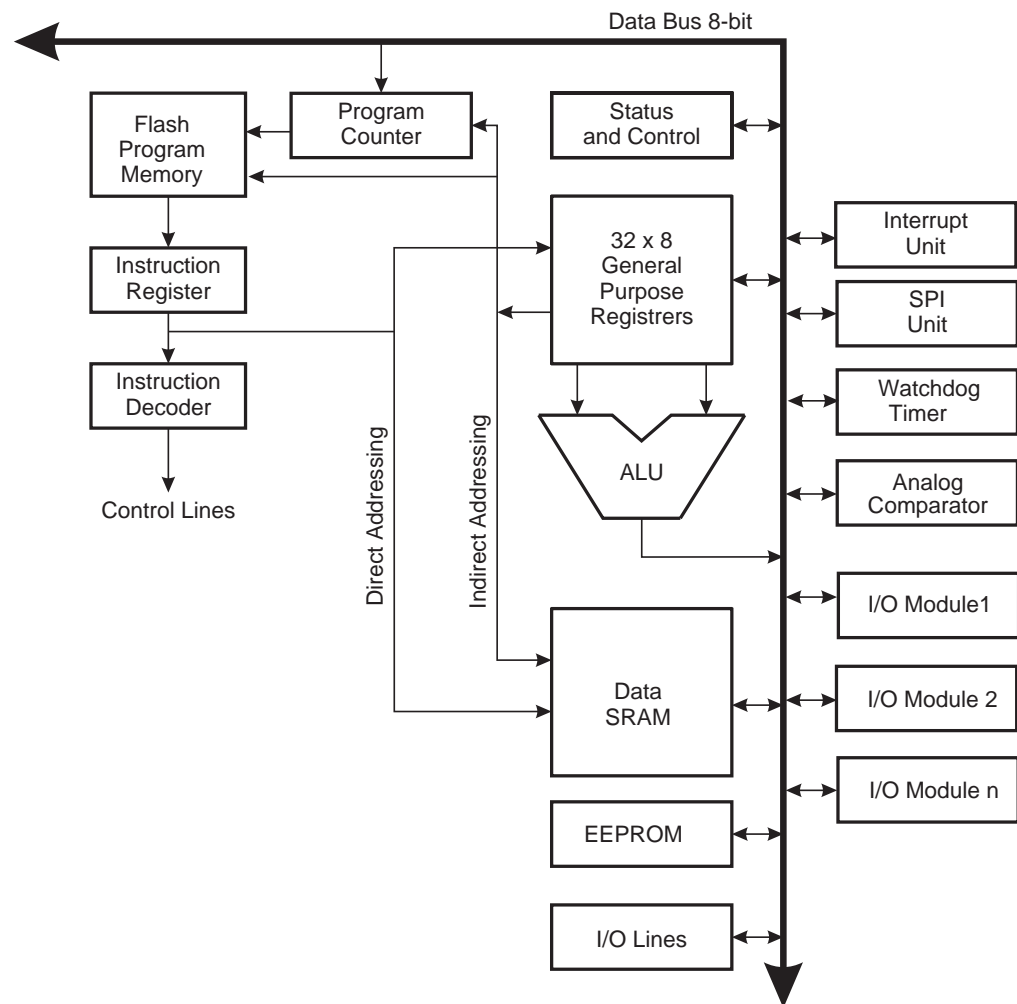 Data Bus 8-bit
Flash
Program
Memory
Program
Counter
Status
and Control
Interrupt
Unit
32 x 8
General
Purpose
Registrers
Instruction
Register
SPI
Unit
Instruction
Decoder
Watchdog
Timer
ALU
Analog
Comparator
Control Lines
Direct Addressing
Indirect Addressing
I/O Module1
Data
SRAM
I/O Module 2
I/O Module n
EEPROM
I/O Lines